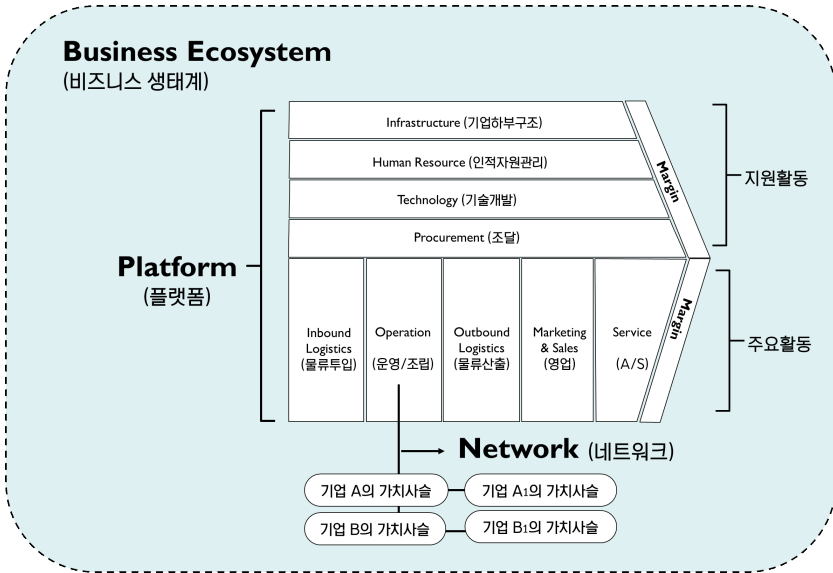 Business Ecosystem
(비즈니스 생태계)
Infrastructure (기업하부구조)
Human Resource (인적자원관리)
Technology (기술개발)
Procurement (조달)
Margin
지원활동
Platform
(플랫폼)
Inbound
Logistics
(물류투입)
Operation
(운영/조립)
Outbound
Logistics
(물류산출)
Marketing
& Sales
(영업)
Service
(A/S)
Margin
주요활동
Network (네트워크)
기업 A의 가치사슬
기업 A1의 가치사슬
기업 B의 가치사슬
기업 B1의 가치사슬